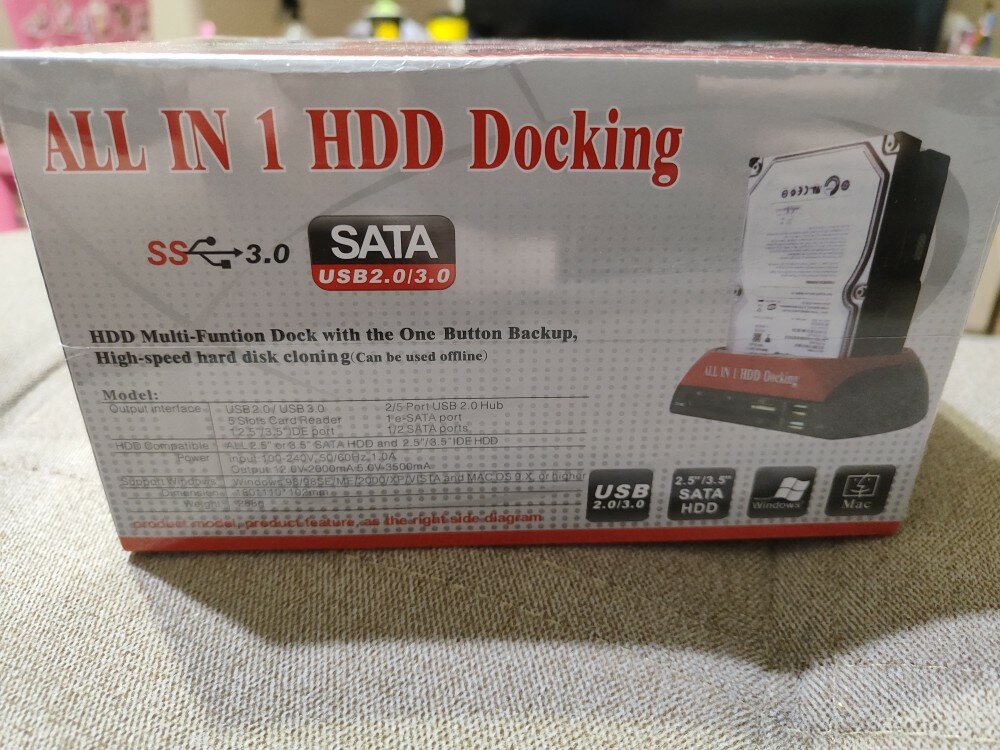 ALL IN 1 HDD Docking
SS 3.0
SATA
USB2.0/3.0
HDD Multi-Funtion Dock with the One Button Backup,
High-speed hard disk cloning(Can be used offline)
ALL IN 1 HDD Docking
Model:
Output interface USB2.0/ USB3.0 2/5 Port USB 2.0 Hub
5 Slots Card Reader 1 e-SATA port
1 2.5"/3.5"IDE port 1/2 SATA ports
HDD Compatible ALL 2.5" or 3.5" SATA HDD and 2.5"/3.5" IDE HDD
Power input:100-240V, 50/60Hz,1.0A
Output:12.0V-2000mA,5.0V-3500mA
Support Windows Windows 98/98SE/ME/2000/XP/VISTA and MAC OS 9.X, or higher
Dimension
Weight
product model, product feature, as the right side diagram
USB
2.0/3.0
2.5"/3.5"
SATA
HDD
Windows
Mac